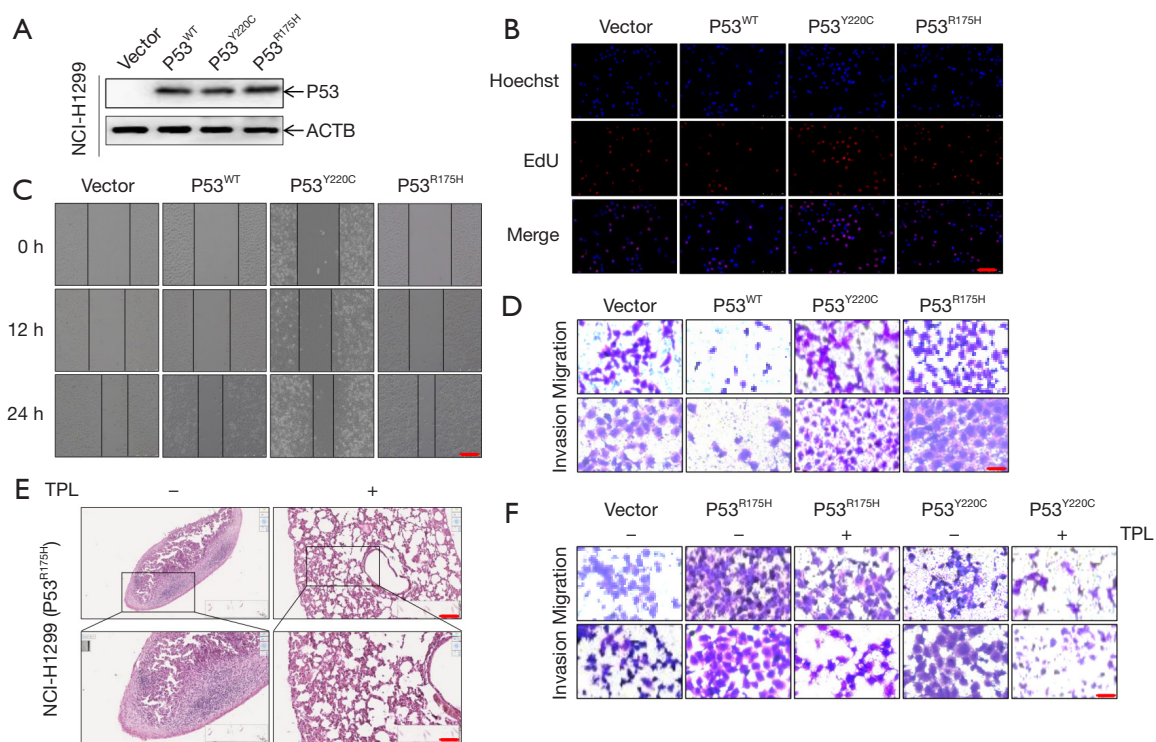 A
Vector
P53WT
P53Y220C
P53R175H
NCI-H1299
P53
ACTB
B
Vector
P53WT
P53Y220C
P53R175H
Hoechst
EdU
Merge
C
Vector
P53WT
P53Y220C
P53R175H
0 h
12 h
24 h
D
Vector
P53WT
P53Y220C
P53R175H
Migration
Invasion
E
TPL
–
+
NCI-H1299 (P53R175H)
F
Vector
P53R175H
P53R175H
P53Y220C
P53Y220C
–
–
+
–
+
TPL
Migration
Invasion